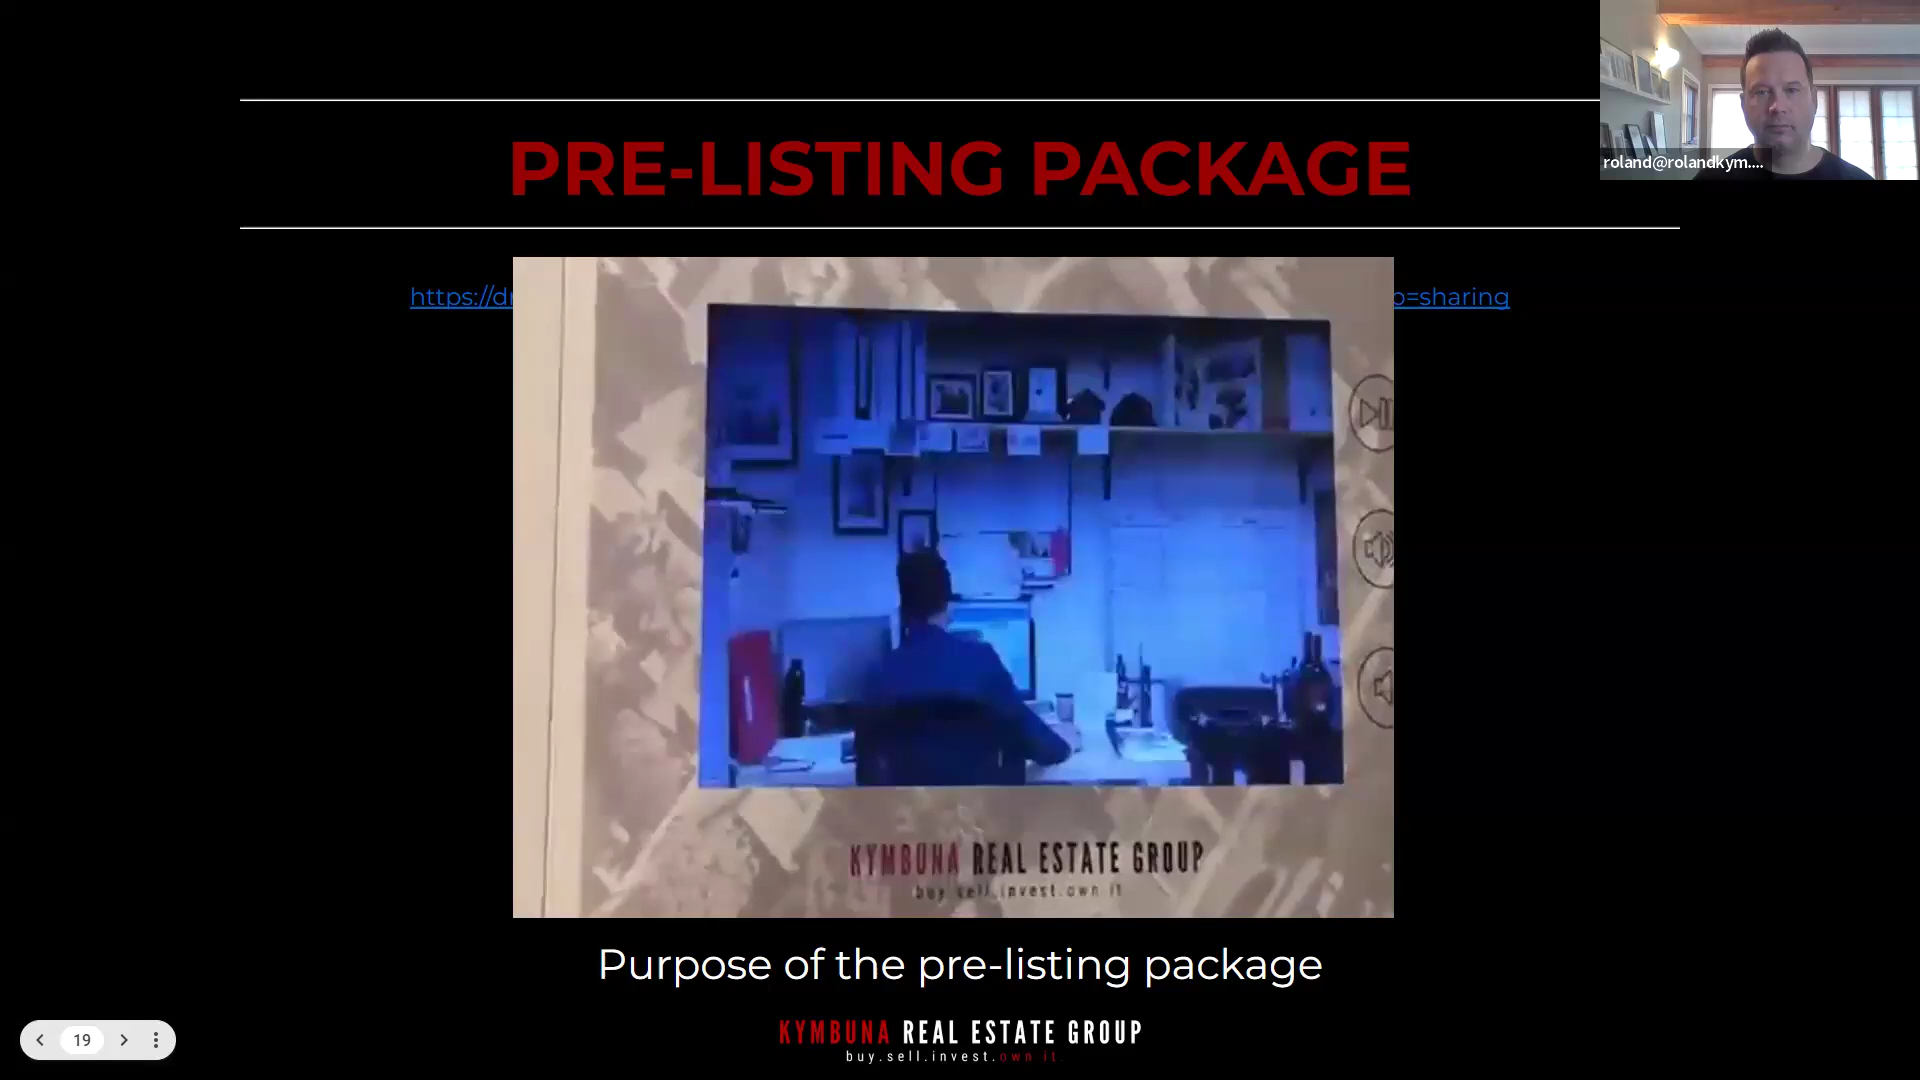 PRE-LISTING PACKAGE
roland@rolandkym....
https://dr
o=sharing
KYMBUNA REAL ESTATE GROUP
buy.sell.invest.own it
Purpose of the pre-listing package
KYMBUNA REAL ESTATE GROUP
buy.sell.invest.own it.
19